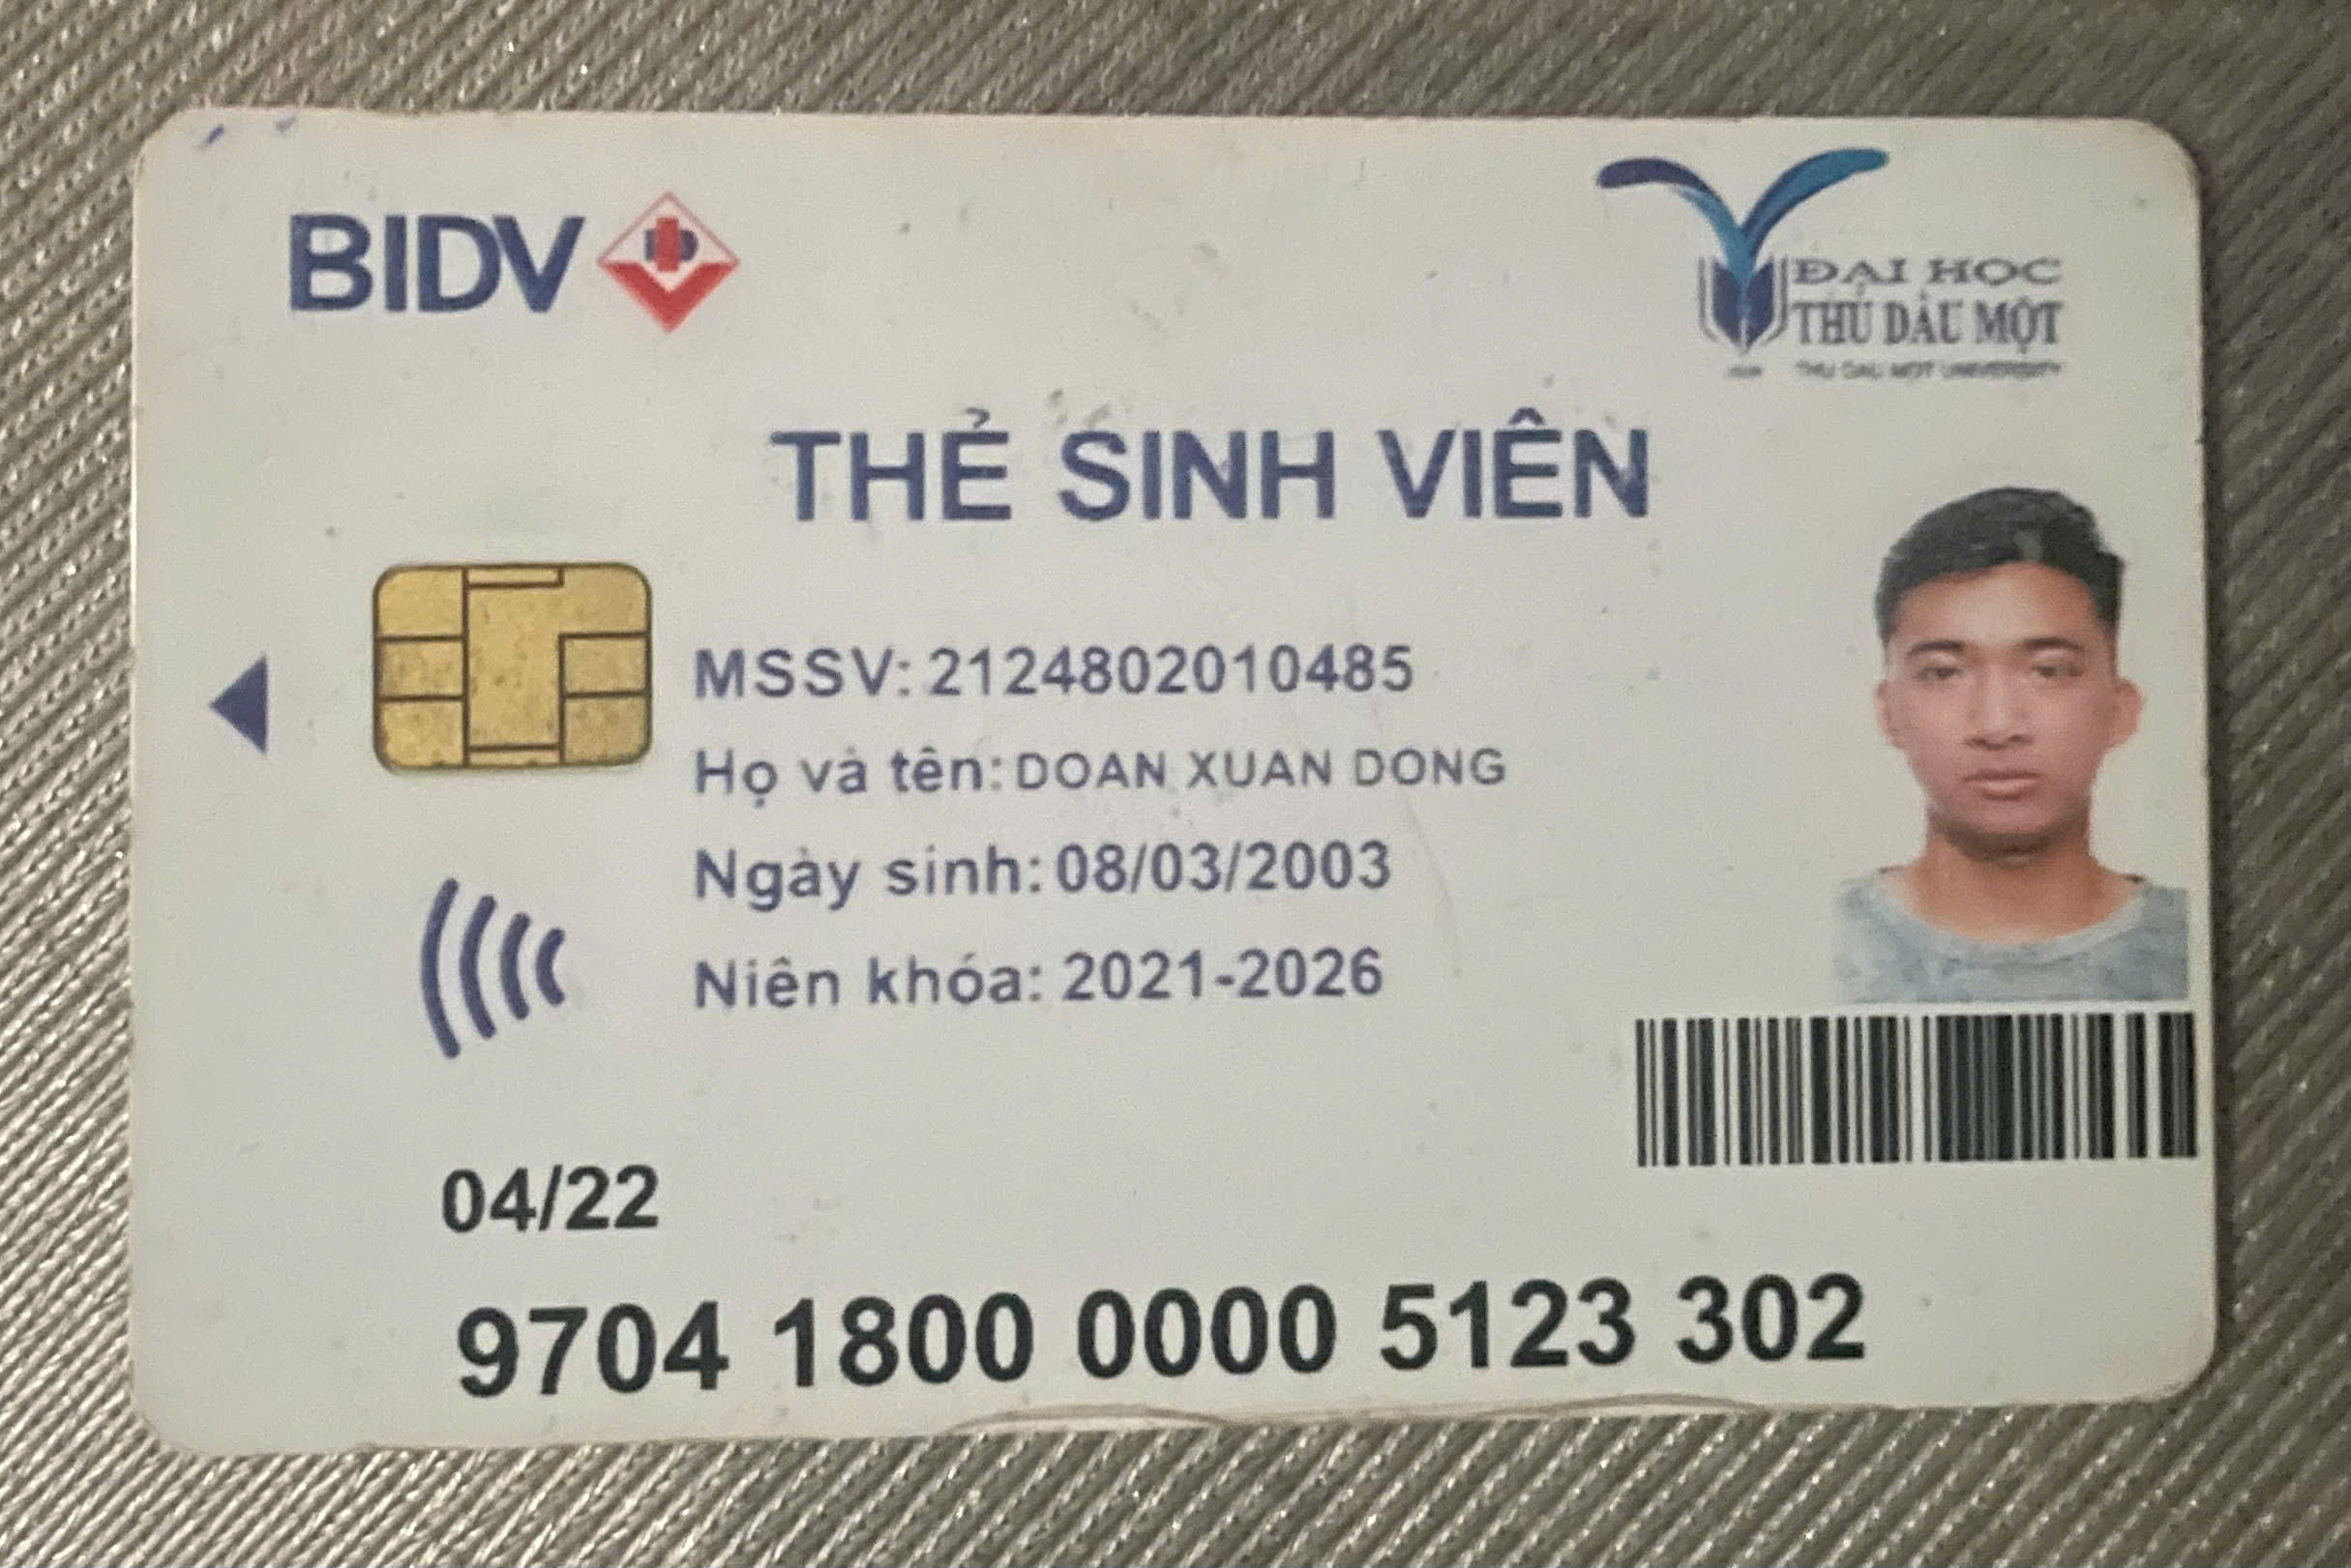 BIDV
ĐẠI HỌC
THỦ DẦU MỘT
THU DAU MOT UNIVERSITY
THẺ SINH VIÊN
MSSV: 2124802010485
Họ và tên: DOAN XUAN DONG
Ngày sinh: 08/03/2003
Niên khóa: 2021-2026
04/22
9704 1800 0000 5123 302